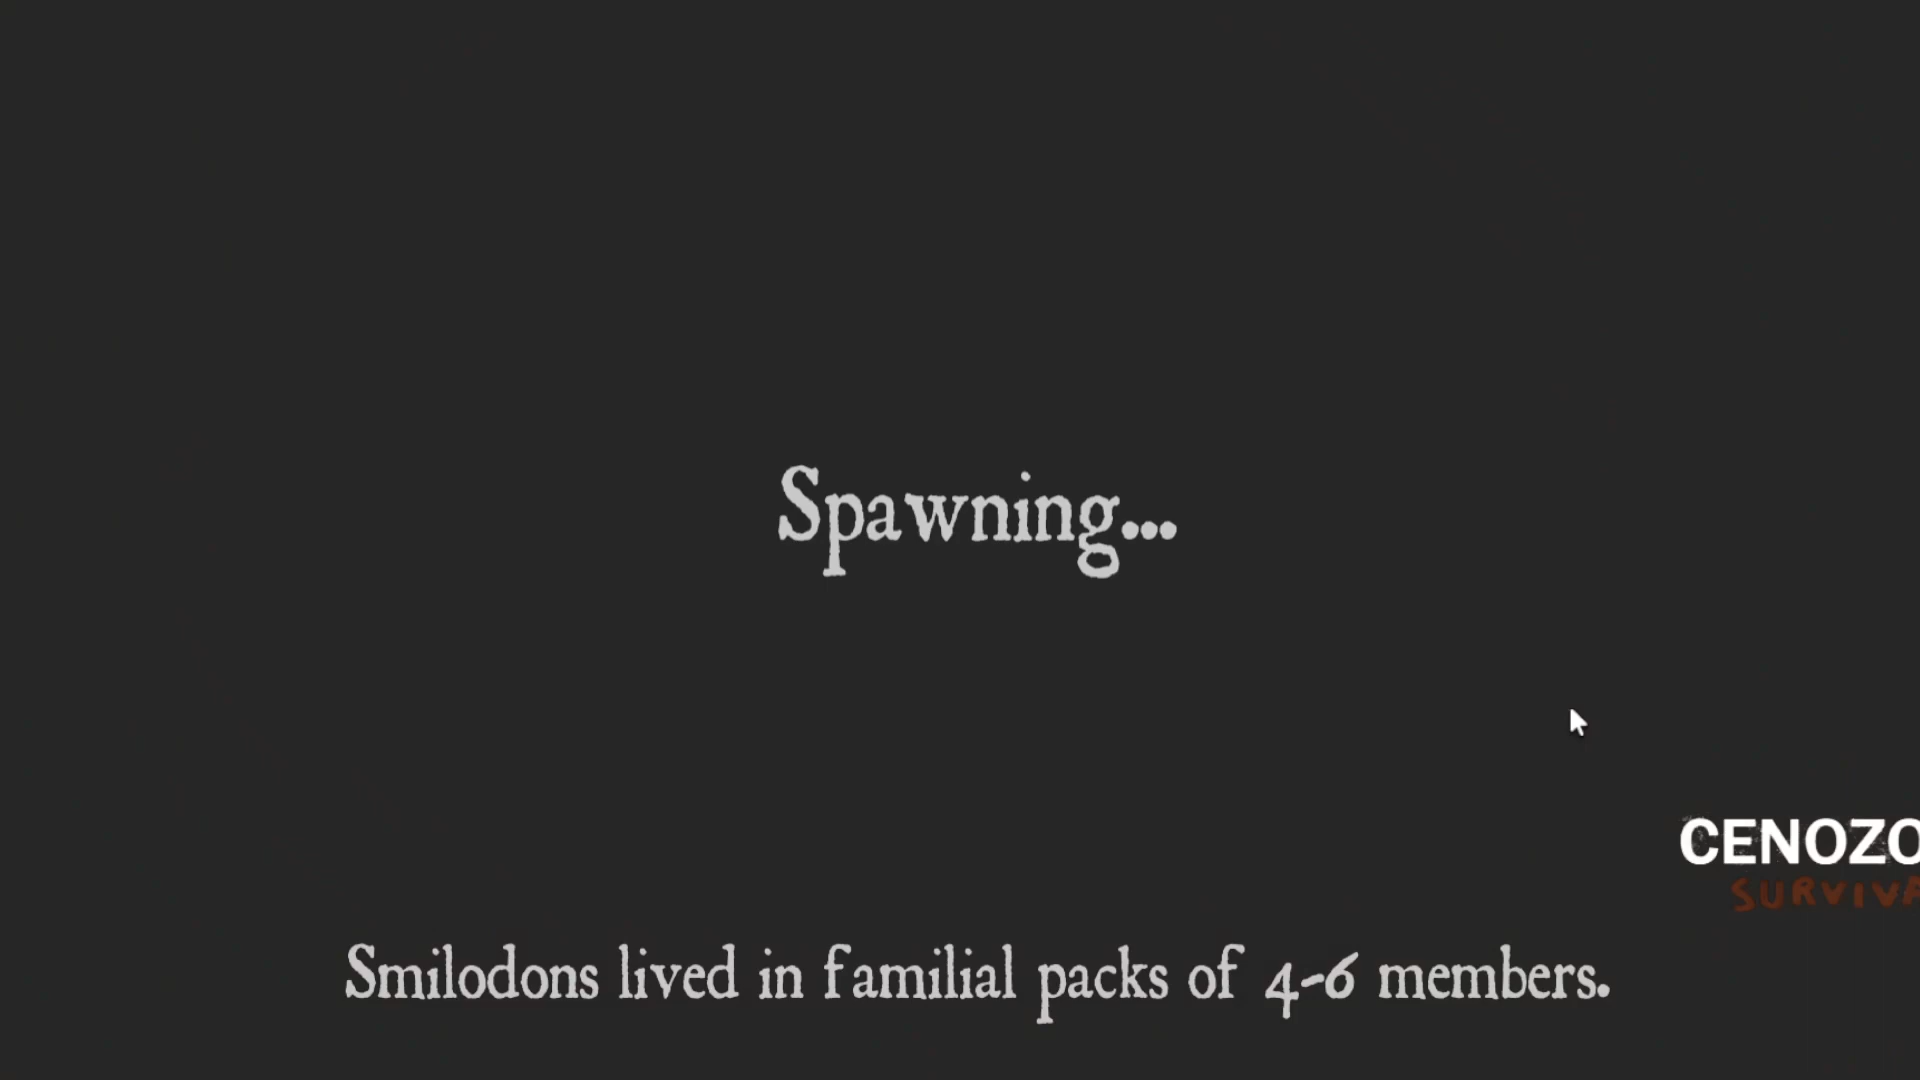 Spawning...
CENOZO
SURVIVA
Smilodons lived in familial packs of 4-6 members.